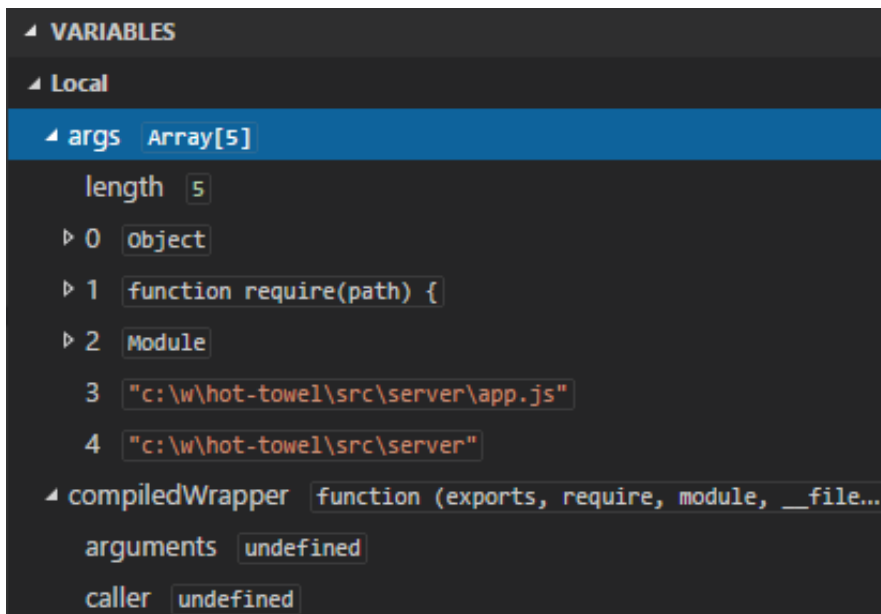 VARIABLES
Local
args Array[5]
length 5
0 Object
1 function require(path) {
2 Module
3 "c:\w\hot-towel\src\server\app.js"
4 "c:\w\hot-towel\src\server"
compiledWrapper function (exports, require, module, __file...
arguments undefined
caller undefined